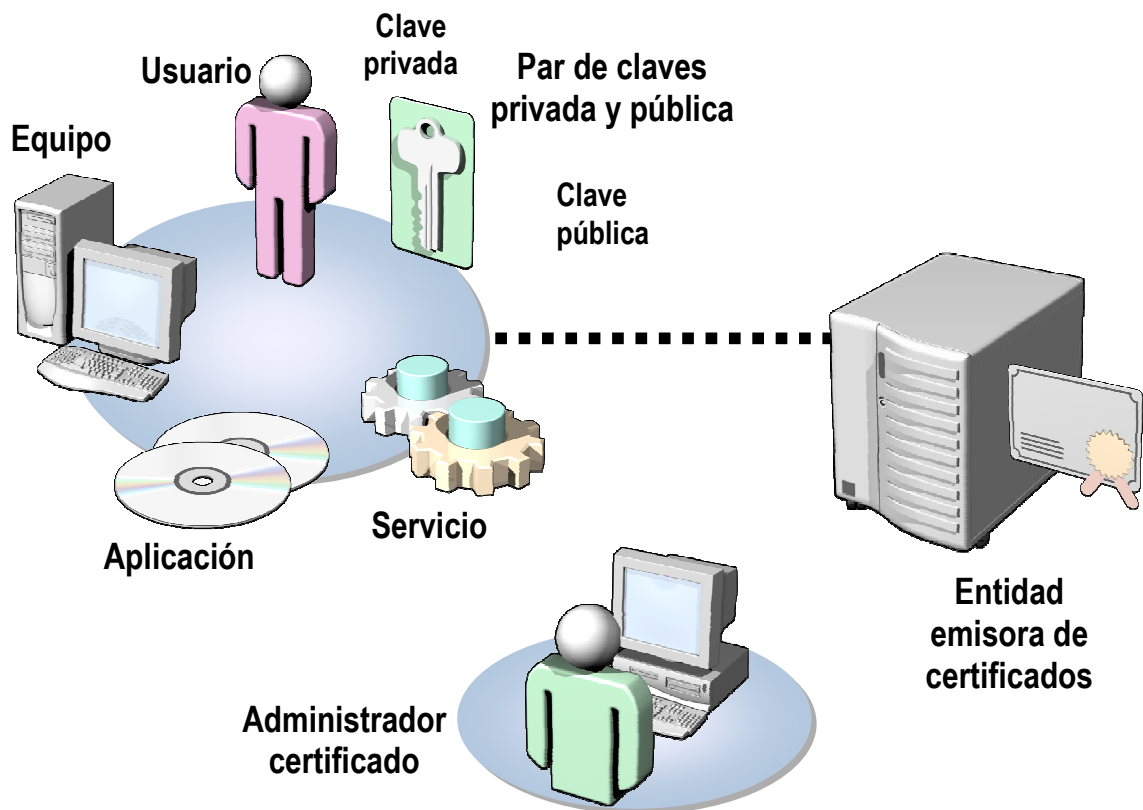 Clave
privada
Usuario
Par de claves
privada y pública
Equipo
Clave
pública
Servicio
Aplicación
Entidad
emisora de
certificados
Administrador
certificado